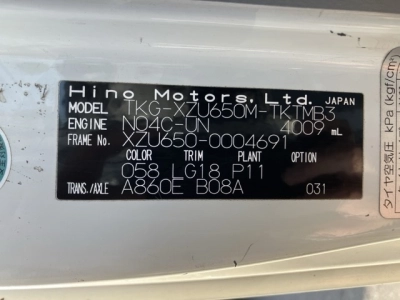 Hino Motors, Ltd. JAPAN
MODEL TKG-XZU650M-TKTMB3
ENGINE N04C-UN 4009 mL
FRAME No. XZU650-0004691
COLOR TRIM PLANT OPTION
058 LG18 P11
TRANS./AXLE A860E B08A 031
タイヤ空気圧 kPa (kgf/cm